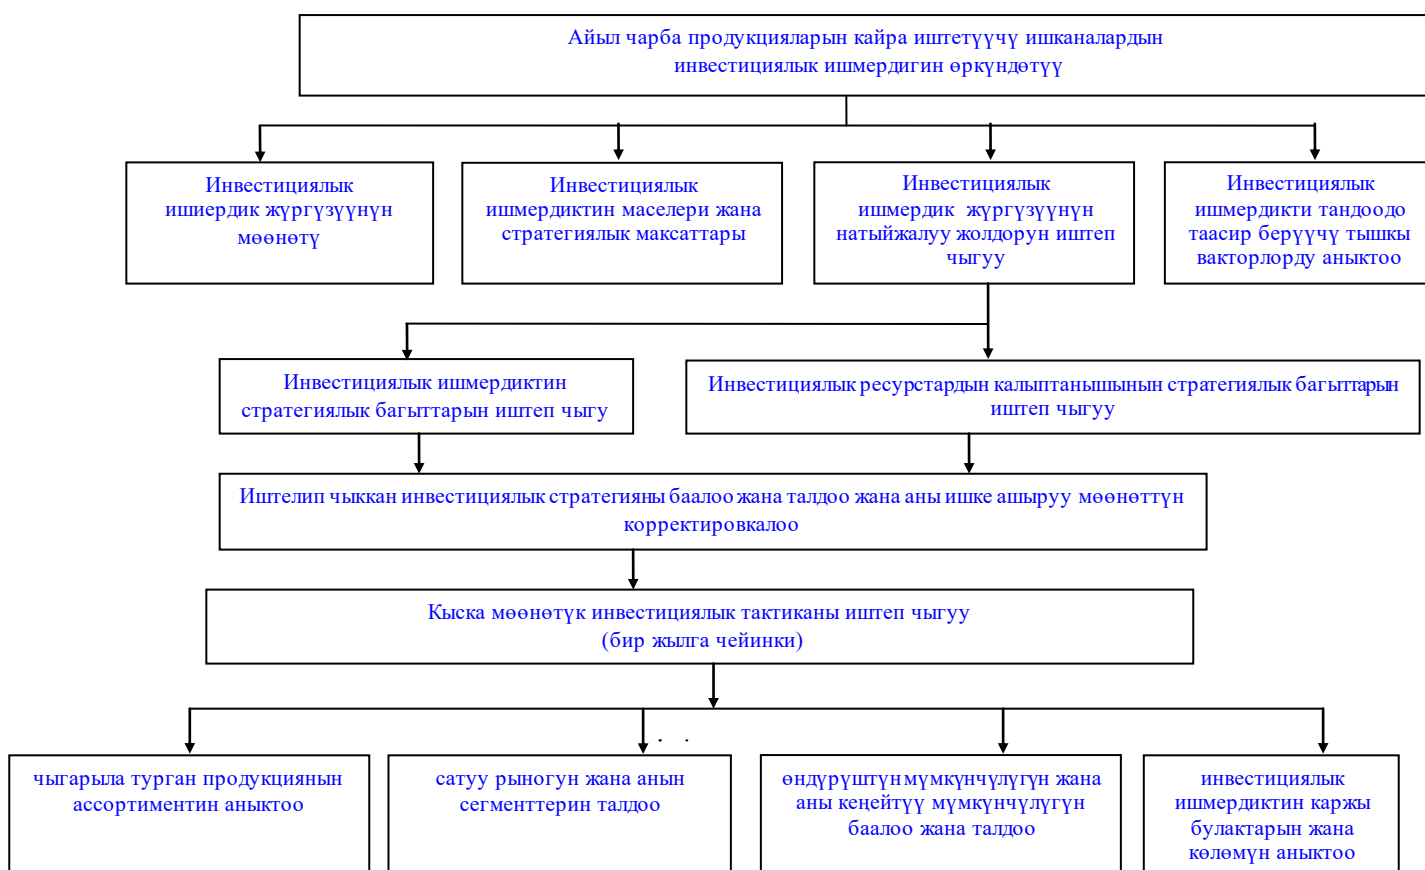 Айыл чарба продукцияларын кайра иштетүүчү ишканалардын
инвестициялык ишмердигин өркүндөтүү
Инвестициялык
ишиердик жүргүзүүнүн
мөөнөтү
Инвестициялык
ишмердиктин маселери жана
стратегиялык максаттары
Инвестициялык
ишмердик жүргүзүүнүн
натыйжалуу жолдорун иштеп
чыгуу
Инвестициялык
ишмердикти тандоодо
таасир берүүчү тышкы
вакторлорду аныктоо
Инвестициялык ишмердиктин
стратегиялык багыттарын иштеп чыгу
Инвестициялык ресурстардын калыптанышынын стратегиялык багыттарын
иштеп чыгуу
Иштелип чыккан инвестициялык стратегияны баалоо жана талдоо жана аны ишке ашыруу мөөнөттүн
корректировкалоо
Кыска мөөнөтүк инвестициялык тактиканы иштеп чыгуу
(бир жылга чейинки)
чыгарыла турган продукциянын
ассортиментин аныктоо
сатуу рыногун жана анын
сегменттерин талдоо
өндүрүштүн мүмкүнчүлүгүн жана
аны кеңейтүү мүмкүнчүлүгүн
баалоо жана талдоо
инвестициялык
ишмердиктин каржы
булактарын жана
көлөмүн аныктоо